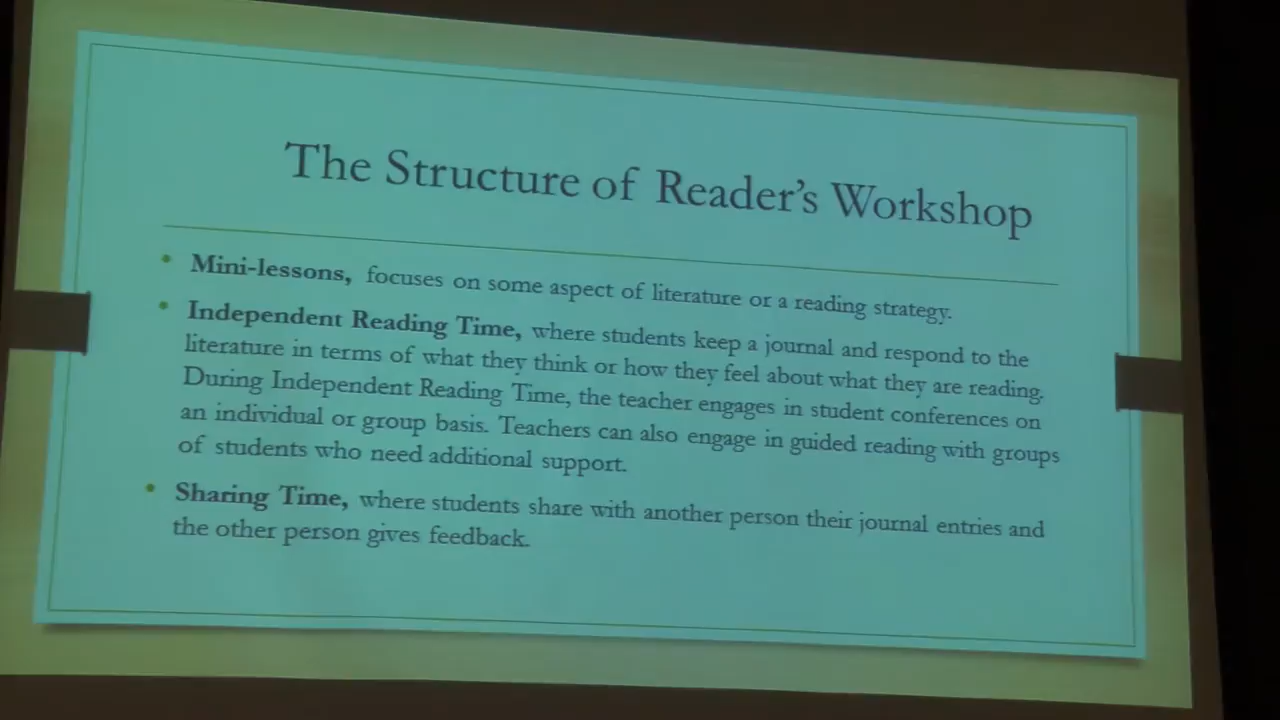 The Structure of Reader's Workshop
• Mini-lessons, focuses on some aspect of literature or a reading strategy.
• Independent Reading Time, where students keep a journal and respond to the
literature in terms of what they think or how they feel about what they are reading.
During Independent Reading Time, the teacher engages in student conferences on
an individual or group basis. Teachers can also engage in guided reading with groups
of students who need additional support.
• Sharing Time, where students share with another person their journal entries and
the other person gives feedback.